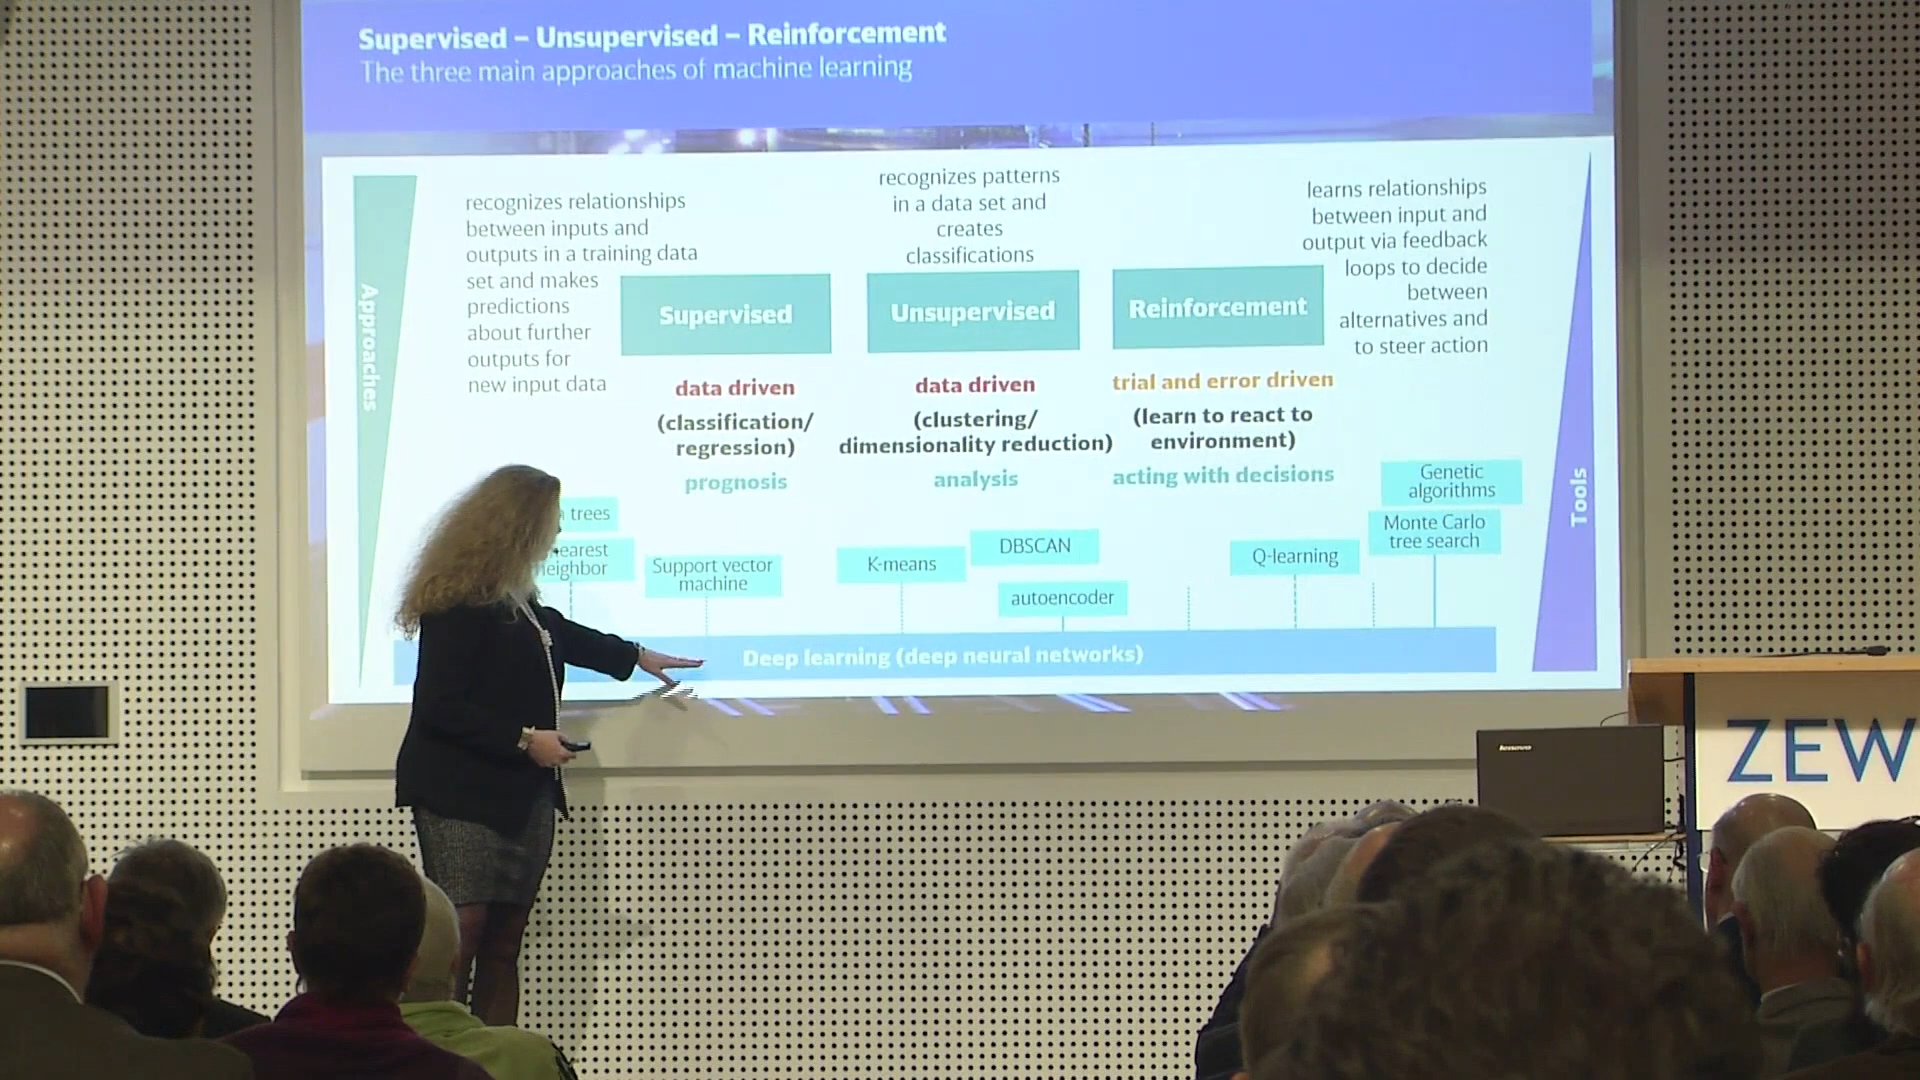 Supervised – Unsupervised – Reinforcement
The three main approaches of machine learning
Approaches
recognizes relationships
between inputs and
outputs in a training data
set and makes
predictions
about further
outputs for
new input data
recognizes patterns
in a data set and
creates
classifications
learns relationships
between input and
output via feedback
loops to decide
between
alternatives and
to steer action
Supervised
data driven
(classification/
regression)
prognosis
Unsupervised
data driven
(clustering/
dimensionality reduction)
analysis
Reinforcement
trial and error driven
(learn to react to
environment)
acting with decisions
Tools
trees
Support vector
machine
K-means
DBSCAN
autoencoder
Q-learning
Genetic
algorithms
Monte Carlo
tree search
Deep learning (deep neural networks)
lenovo
ZEW